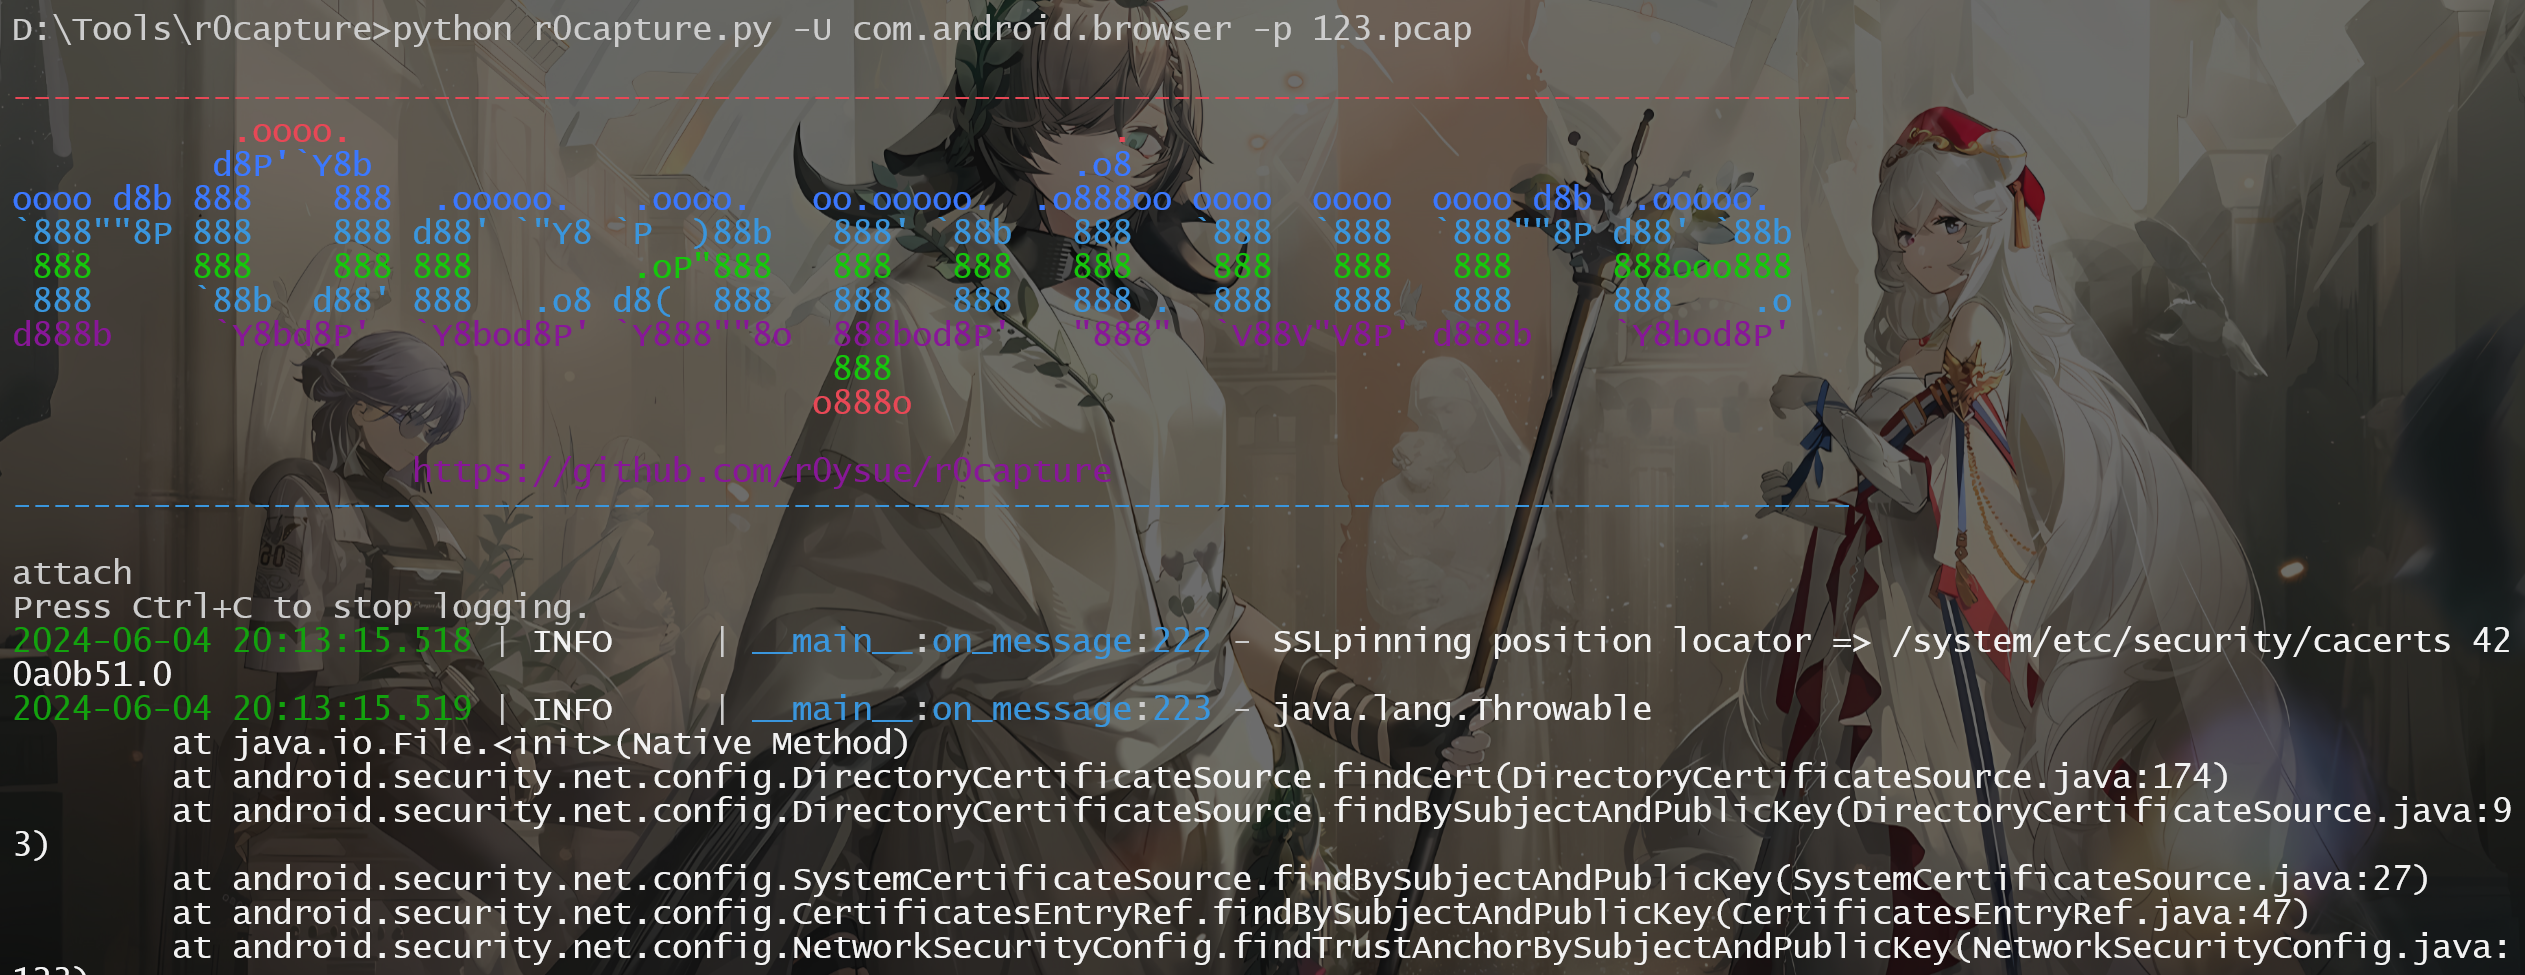 D:\Tools\r0capture>python r0capture.py -U com.android.browser -p 123.pcap
--------------------------------------------------------------------------------------------
           .oooo.                                      .
          d8P'`Y8b                                   .o8
oooo d8b 888    888  .ooooo.   .oooo.   oo.ooooo.  .o888oo oooo  oooo  oooo d8b  .ooooo.
`888""8P 888    888 d88' `"Y8 `P  )88b   888' `88b   888   `888  `888  `888""8P d88' `88b
 888     888    888 888        .oP"888   888   888   888    888   888   888     888ooo888
 888     `88b  d88' 888   .o8 d8(  888   888   888   888 .  888   888   888     888    .o
d888b     `Y8bd8P'  `Y8bod8P' `Y888""8o  888bod8P'   "888"  `V88V"V8P' d888b    `Y8bod8P'
                                         888
                                        o888o
https://github.com/r0ysue/r0capture
--------------------------------------------------------------------------------------------
attach
Press Ctrl+C to stop logging.
2024-06-04 20:13:15.518 | INFO     | __main__:on_message:222 - SSLpinning position locator => /system/etc/security/cacerts 42
0a0b51.0
2024-06-04 20:13:15.519 | INFO     | __main__:on_message:223 - java.lang.Throwable
        at java.io.File.<init>(Native Method)
        at android.security.net.config.DirectoryCertificateSource.findCert(DirectoryCertificateSource.java:174)
        at android.security.net.config.DirectoryCertificateSource.findBySubjectAndPublicKey(DirectoryCertificateSource.java:9
3)
        at android.security.net.config.SystemCertificateSource.findBySubjectAndPublicKey(SystemCertificateSource.java:27)
        at android.security.net.config.CertificatesEntryRef.findBySubjectAndPublicKey(CertificatesEntryRef.java:47)
        at android.security.net.config.NetworkSecurityConfig.findTrustAnchorBySubjectAndPublicKey(NetworkSecurityConfig.java: